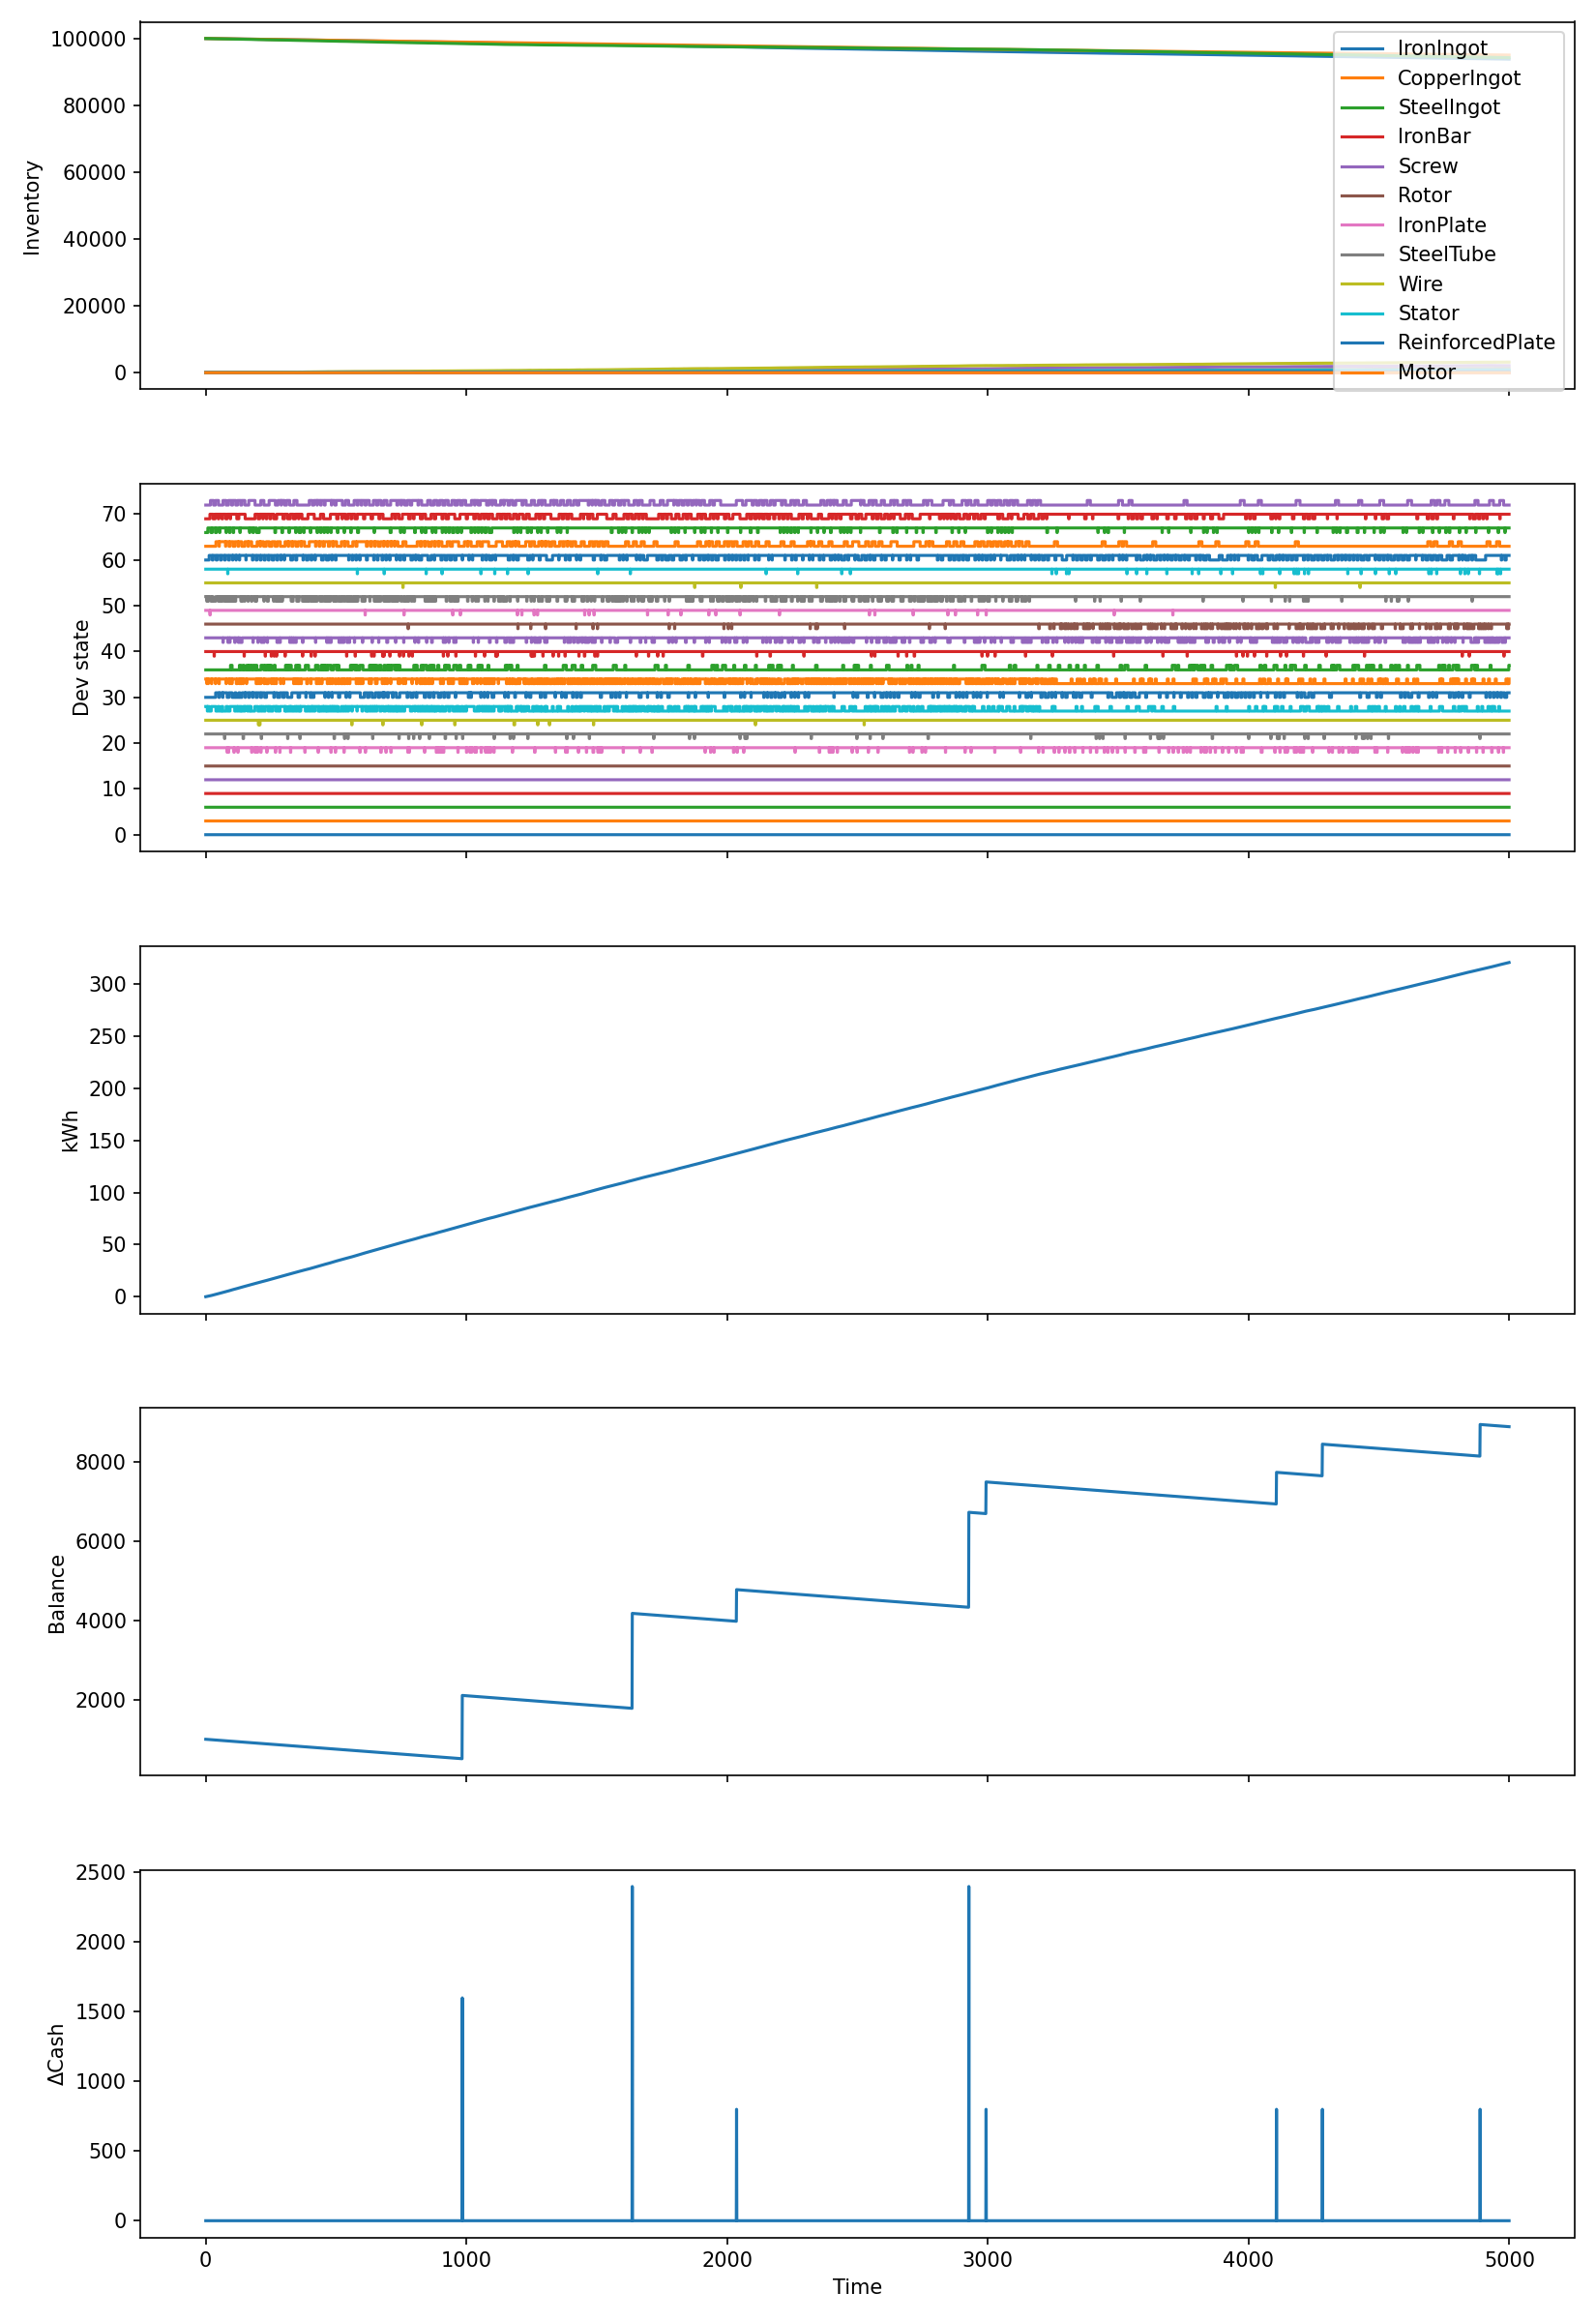 100000
80000
60000
40000
20000
0
Inventory
IronIngot
CopperIngot
SteelIngot
IronBar
Screw
Rotor
IronPlate
SteelTube
Wire
Stator
ReinforcedPlate
Motor
70
60
50
40
30
20
10
0
Dev state
300
250
200
150
100
50
0
kWh
8000
6000
4000
2000
Balance
2500
2000
1500
1000
500
0
ΔCash
0 1000 2000 3000 4000 5000
Time